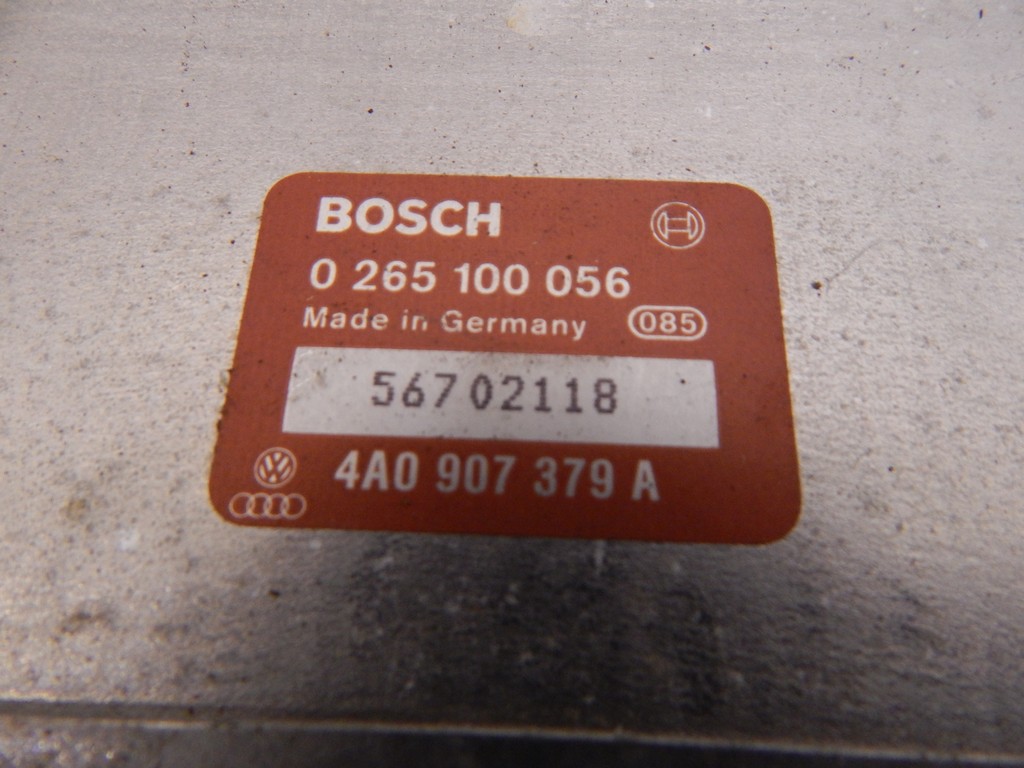 BOSCH
0 265 100 056
Made in Germany 085
56702118
4A0 907 379 A